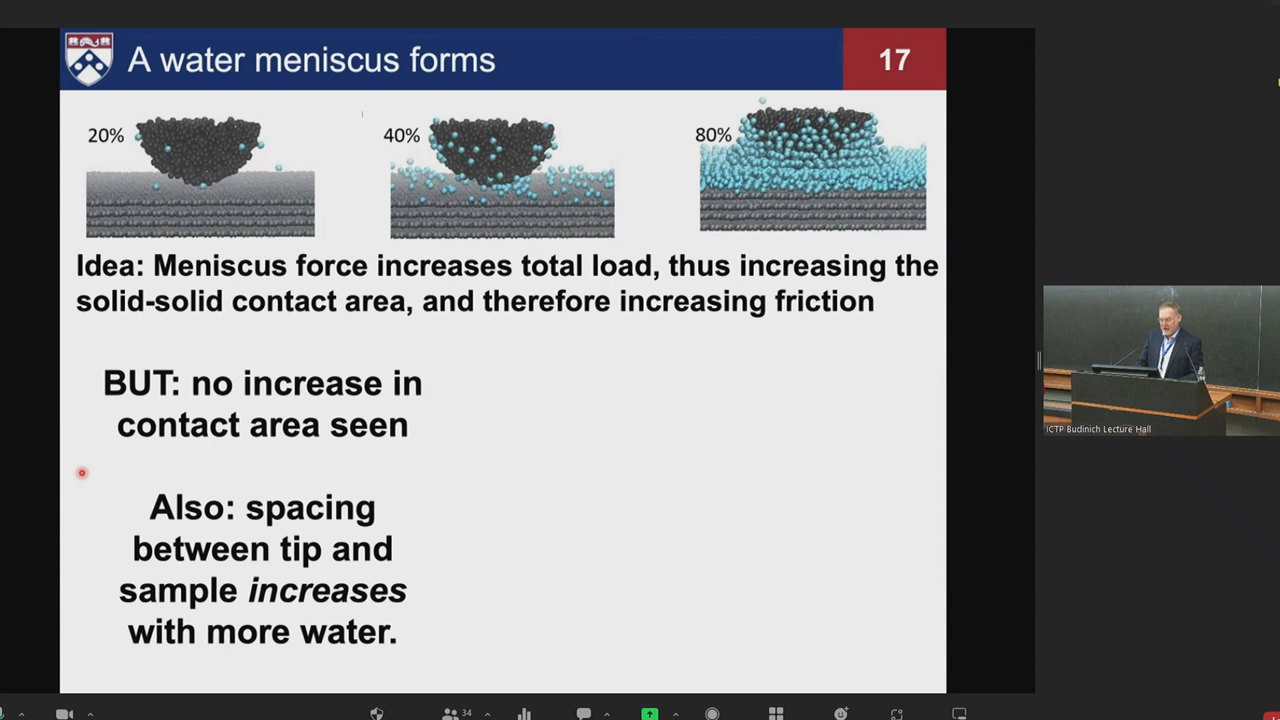 A water meniscus forms
17
20%
40%
80%
Idea: Meniscus force increases total load, thus increasing the
solid-solid contact area, and therefore increasing friction
BUT: no increase in
contact area seen
Also: spacing
between tip and
sample increases
with more water.
ICTP Budinich Lecture Hall
34